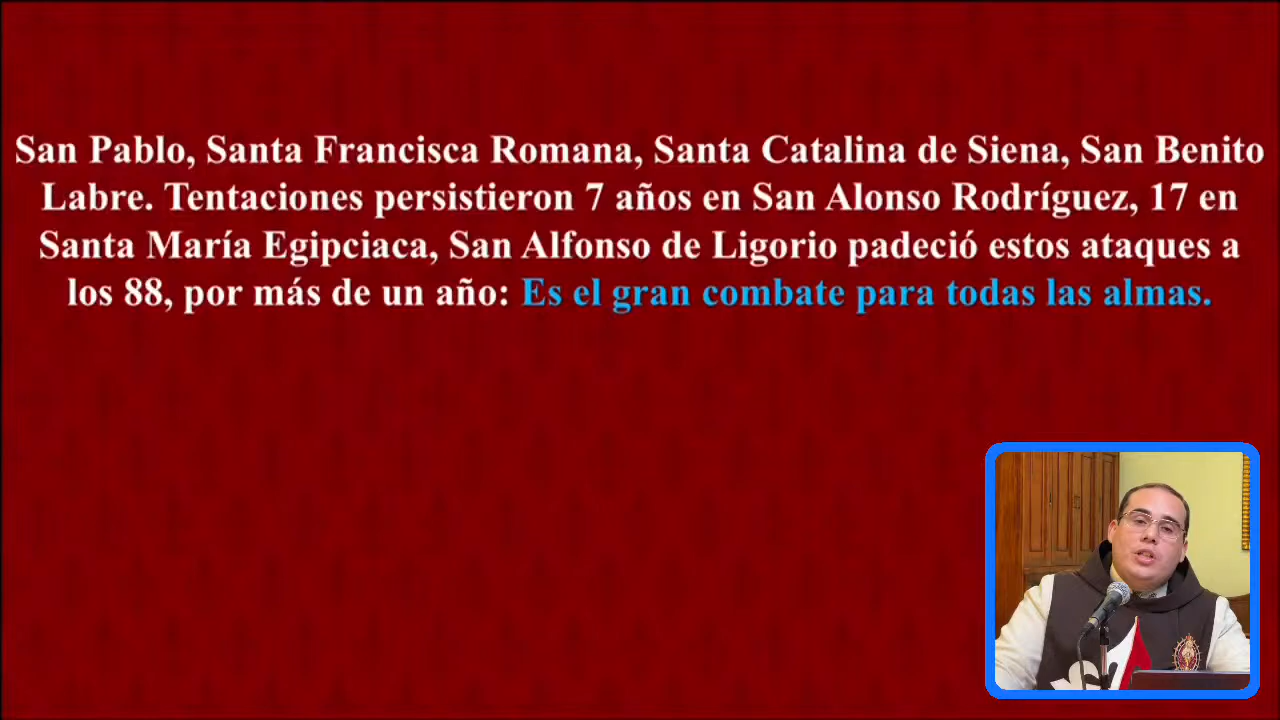 San Pablo, Santa Francisca Romana, Santa Catalina de Siena, San Benito
Labre. Tentaciones persistieron 7 años en San Alonso Rodríguez, 17 en
Santa María Egipciaca, San Alfonso de Ligorio padeció estos ataques a
los 88, por más de un año: Es el gran combate para todas las almas.